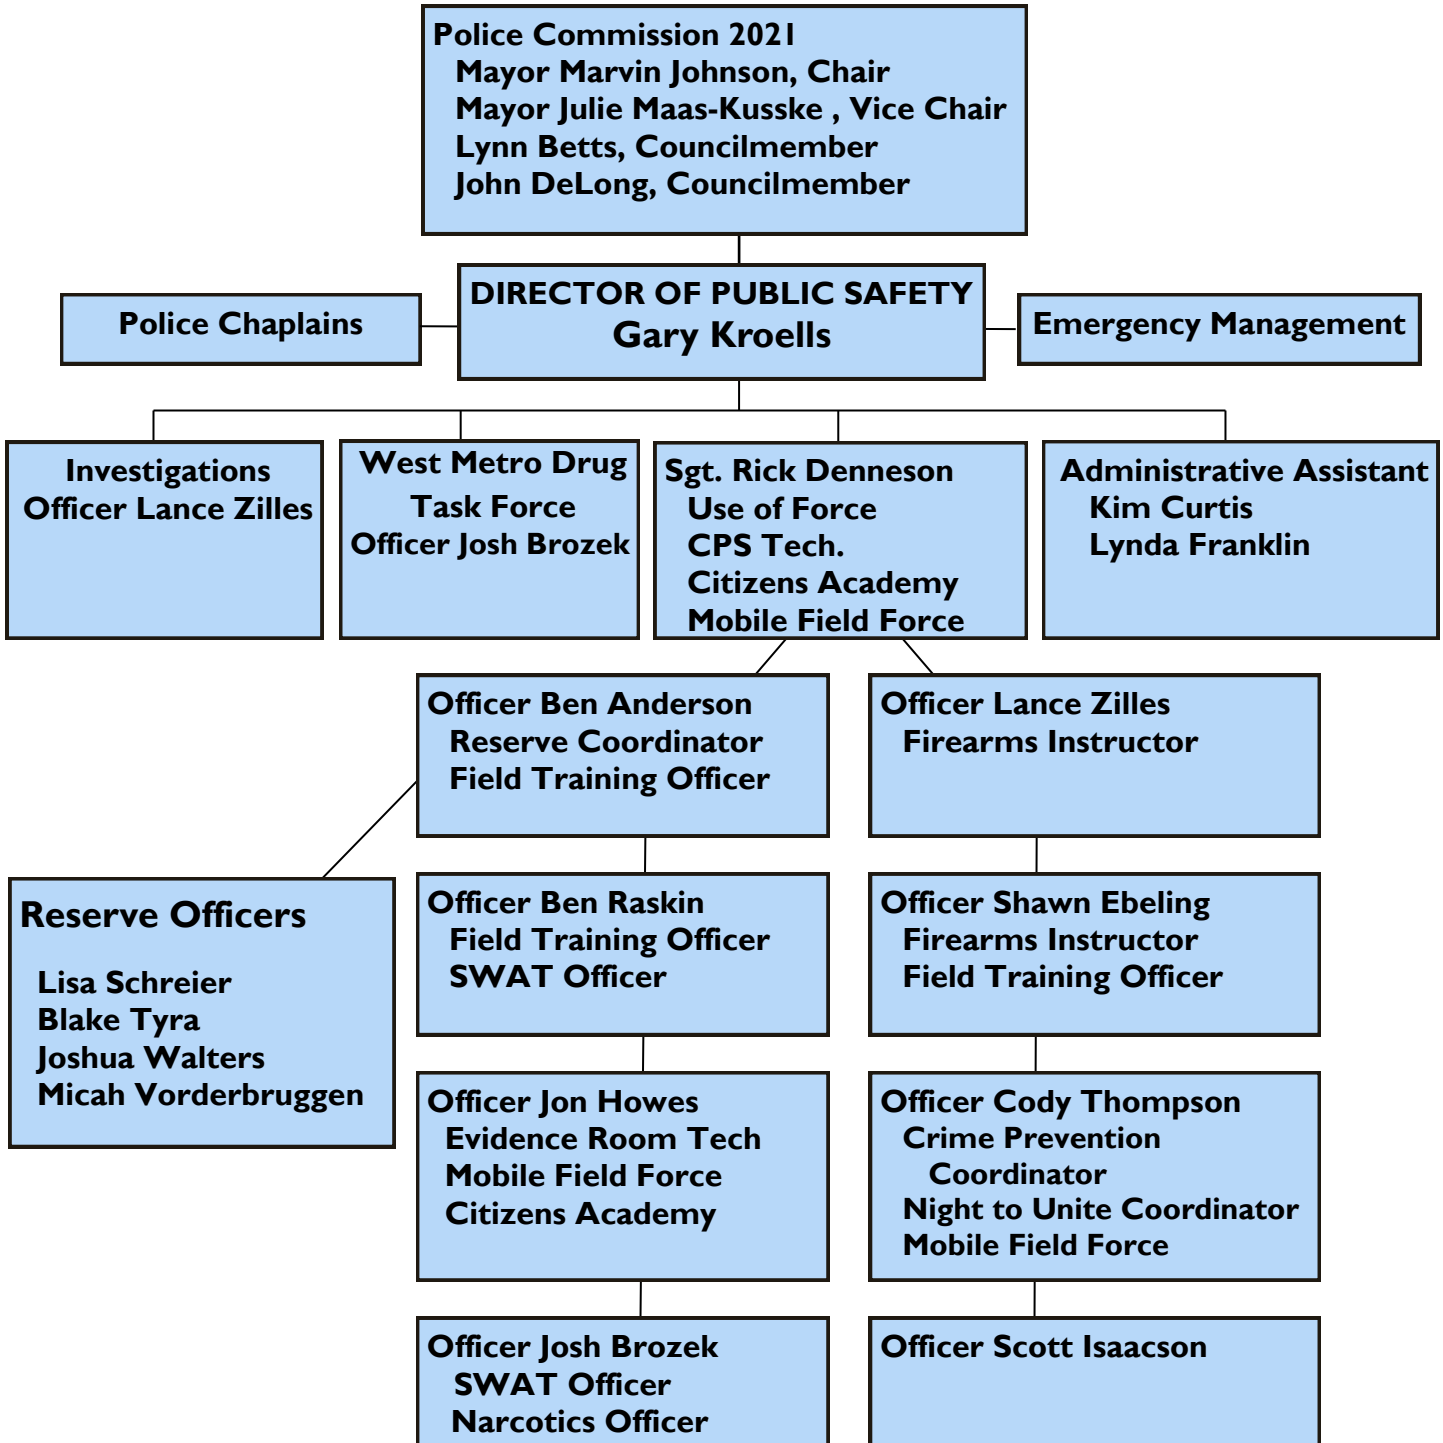 Police Commission 2021
Mayor Marvin Johnson, Chair
Mayor Julie Maas-Kusske , Vice Chair
Lynn Betts, Councilmember
John DeLong, Councilmember
Police Chaplains
DIRECTOR OF PUBLIC SAFETY
Gary Kroells
Emergency Management
Investigations
Officer Lance Zilles
West Metro Drug
Task Force
Officer Josh Brozek
Sgt. Rick Denneson
Use of Force
CPS Tech.
Citizens Academy
Mobile Field Force
Administrative Assistant
Kim Curtis
Lynda Franklin
Officer Ben Anderson
Reserve Coordinator
Field Training Officer
Officer Lance Zilles
Firearms Instructor
Reserve Officers
Lisa Schreier
Blake Tyra
Joshua Walters
Micah Vorderbruggen
Officer Ben Raskin
Field Training Officer
SWAT Officer
Officer Shawn Ebeling
Firearms Instructor
Field Training Officer
Officer Jon Howes
Evidence Room Tech
Mobile Field Force
Citizens Academy
Officer Cody Thompson
Crime Prevention
Coordinator
Night to Unite Coordinator
Mobile Field Force
Officer Josh Brozek
SWAT Officer
Narcotics Officer
Officer Scott Isaacson